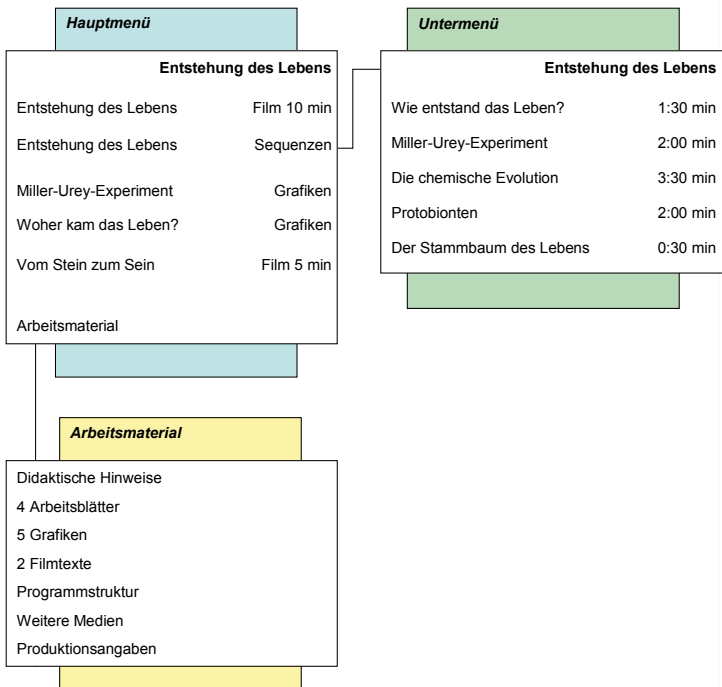 Hauptmenü
Entstehung des Lebens
Entstehung des Lebens Film 10 min
Entstehung des Lebens Sequenzen
Miller-Urey-Experiment Grafiken
Woher kam das Leben? Grafiken
Vom Stein zum Sein Film 5 min
Arbeitsmaterial
Untermenü
Entstehung des Lebens
Wie entstand das Leben? 1:30 min
Miller-Urey-Experiment 2:00 min
Die chemische Evolution 3:30 min
Protobionten 2:00 min
Der Stammbaum des Lebens 0:30 min
Arbeitsmaterial
Didaktische Hinweise
4 Arbeitsblätter
5 Grafiken
2 Filmtexte
Programmstruktur
Weitere Medien
Produktionsangaben